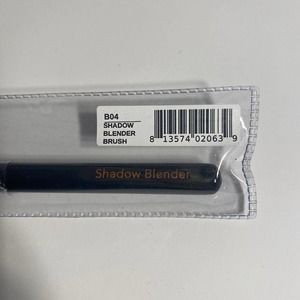 B04
SHADOW
BLENDER
BRUSH
8 13574 02063 9
Shadow Blender